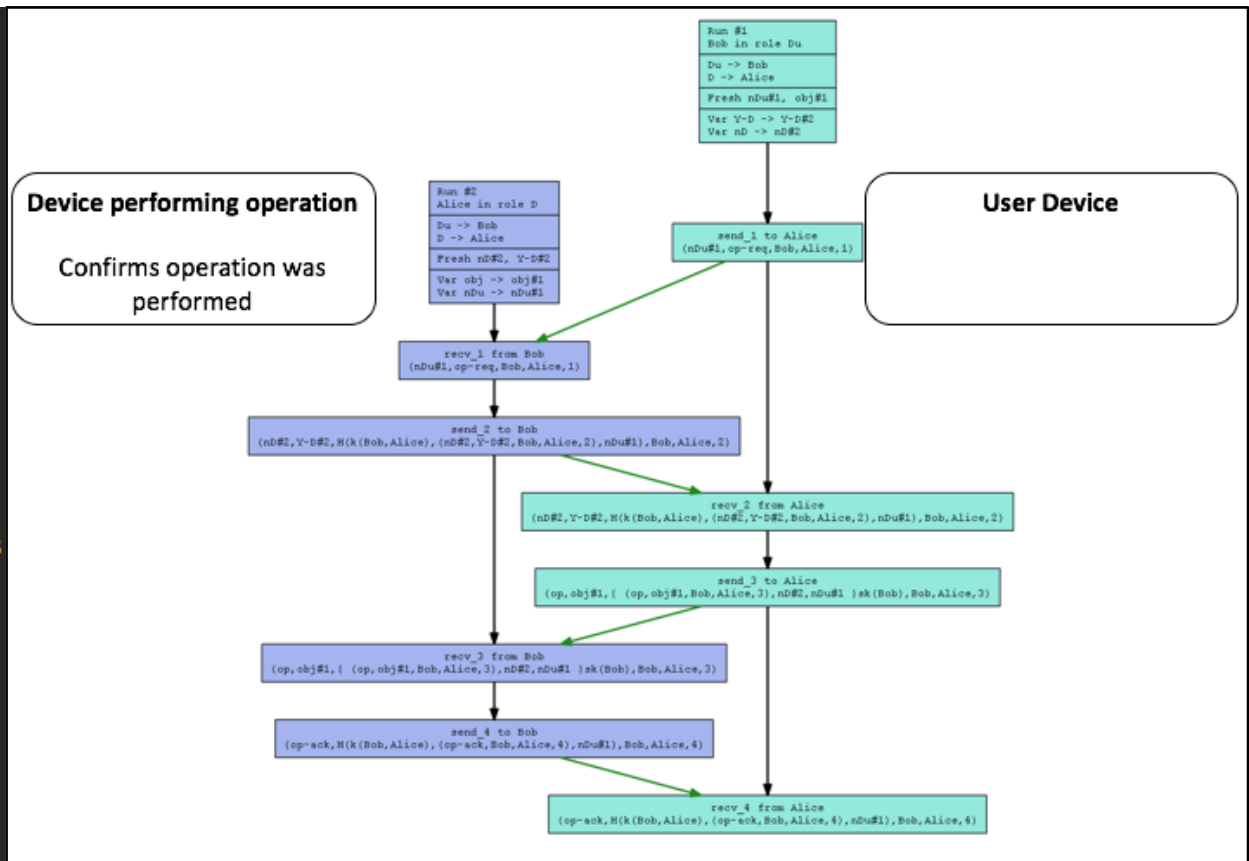 Run #1
Bob in role Du
Du -> Bob
D -> Alice
Fresh nDu#1, obj#1
Var Y-D -> Y-D#2
Var nD -> nD#2
Device performing operation
Confirms operation was
performed
Run #2
Alice in role D
Du -> Bob
D -> Alice
Fresh nD#2, Y-D#2
Var obj -> obj#1
Var nDu -> nDu#1
User Device
send_1 to Alice
(nDu#1,op-req,Bob,Alice,1)
recv_1 from Bob
(nDu#1,op-req,Bob,Alice,1)
send_2 to Bob
(nD#2,Y-D#2,H(k(Bob,Alice),(nD#2,Y-D#2,Bob,Alice,2),nDu#1),Bob,Alice,2)
recv_2 from Alice
(nD#2,Y-D#2,H(k(Bob,Alice),(nD#2,Y-D#2,Bob,Alice,2),nDu#1),Bob,Alice,2)
send_3 to Alice
(op,obj#1,{ (op,obj#1,Bob,Alice,3),nD#2,nDu#1 }sk(Bob),Bob,Alice,3)
recv_3 from Bob
(op,obj#1,{ (op,obj#1,Bob,Alice,3),nD#2,nDu#1 }sk(Bob),Bob,Alice,3)
send_4 to Bob
(op-ack,H(k(Bob,Alice),(op-ack,Bob,Alice,4),nDu#1),Bob,Alice,4)
recv_4 from Alice
(op-ack,H(k(Bob,Alice),(op-ack,Bob,Alice,4),nDu#1),Bob,Alice,4)